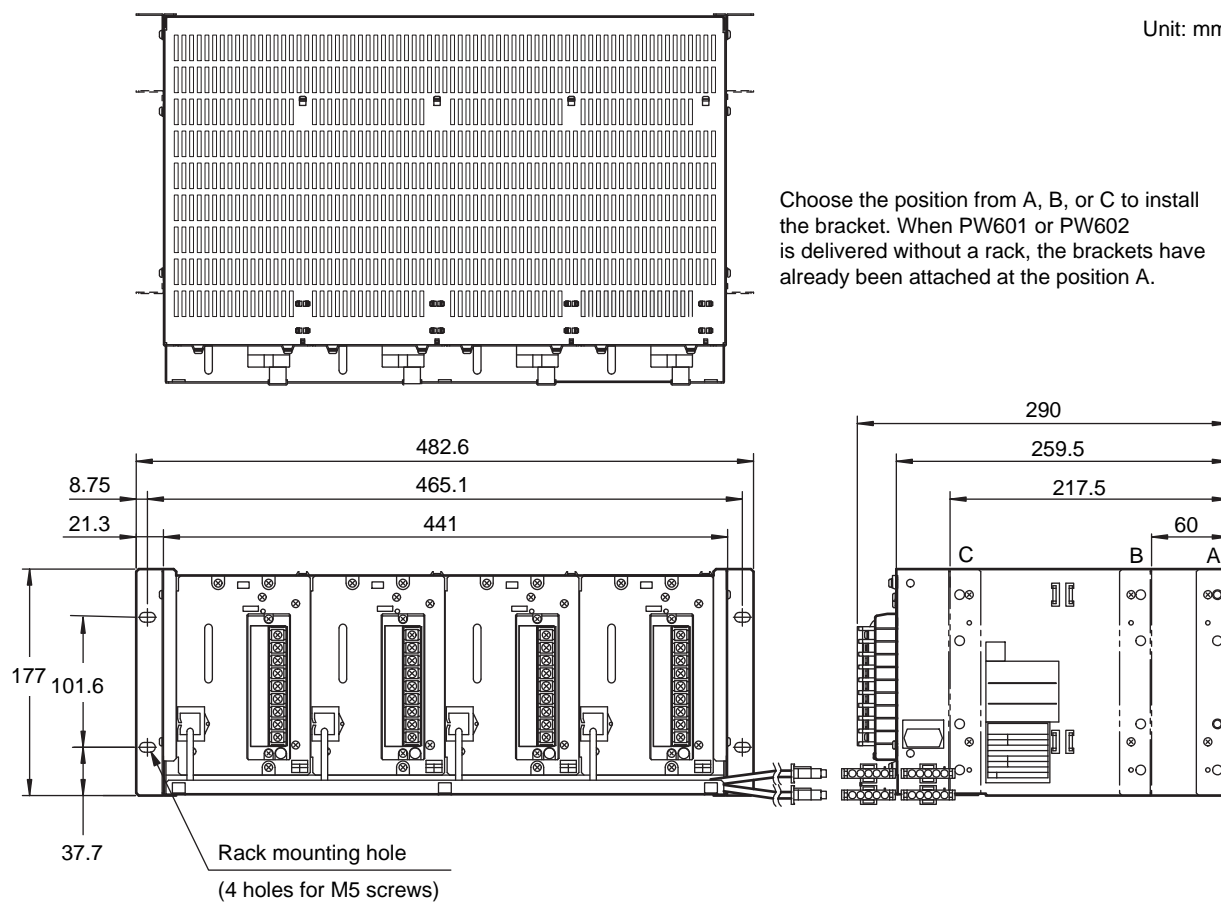 Unit: mm
Choose the position from A, B, or C to install
the bracket. When PW601 or PW602
is delivered without a rack, the brackets have
already been attached at the position A.
290
482.6
259.5
8.75
465.1
217.5
21.3
441
60
C
B
A
177
101.6
37.7
Rack mounting hole
(4 holes for M5 screws)